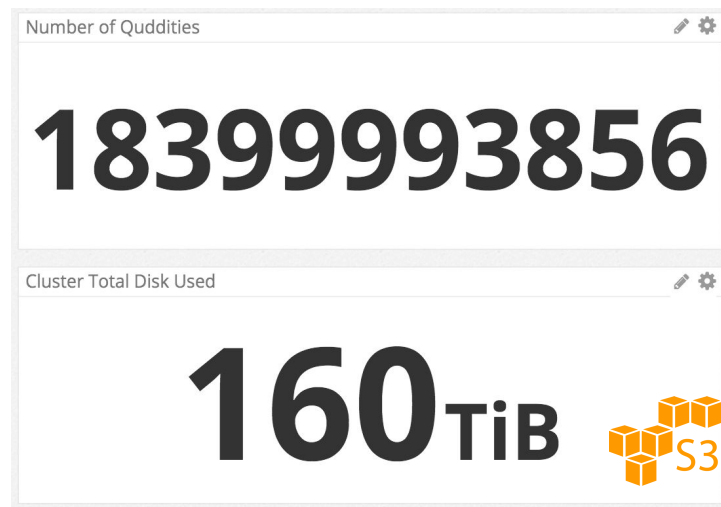 Number of Quddities
18399993856
Cluster Total Disk Used
160TiB
S3